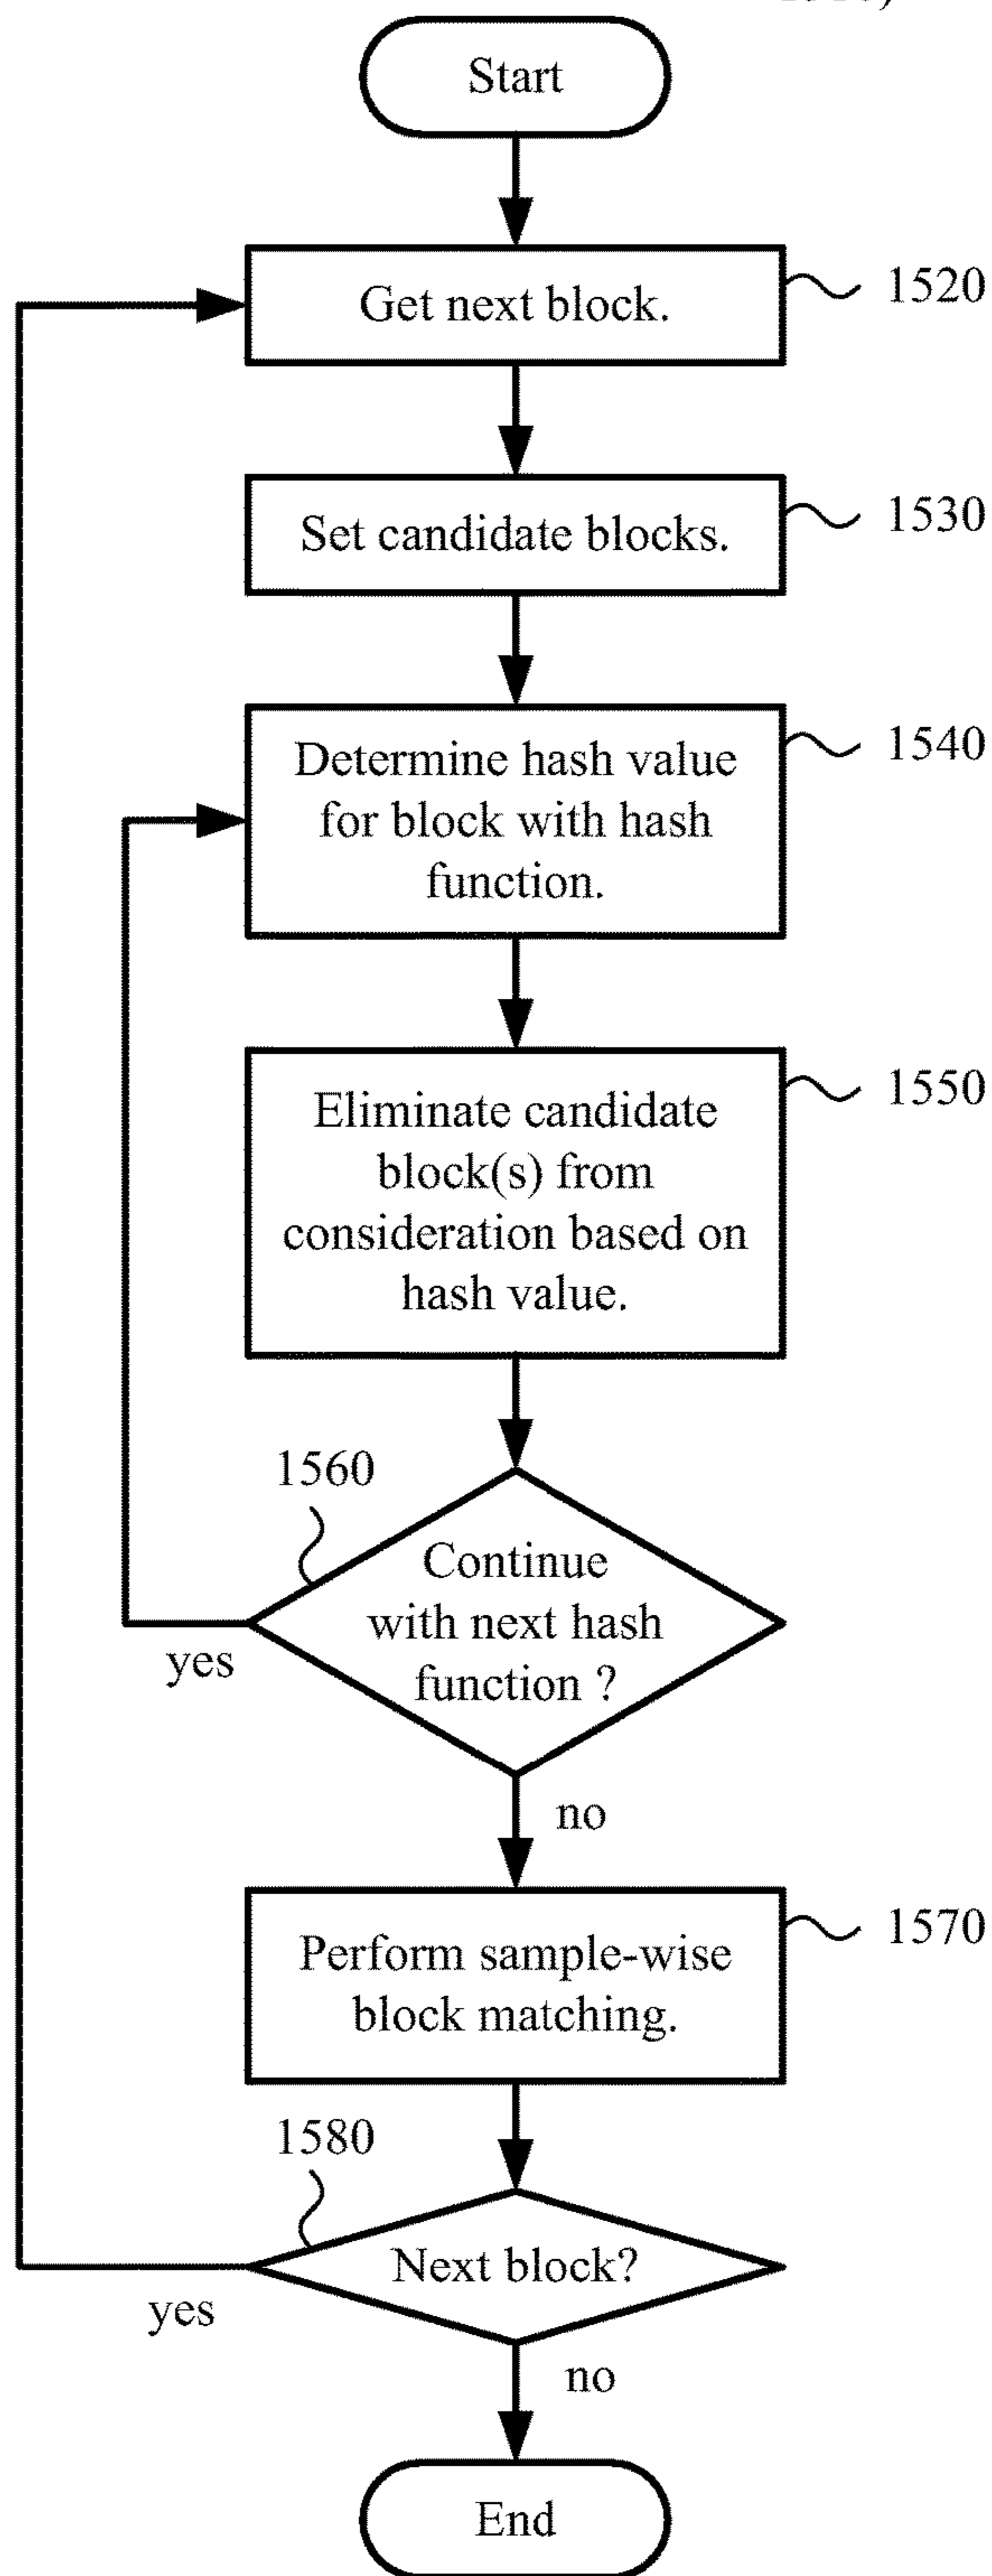 Start
Get next block.
1520
Set candidate blocks.
1530
Determine hash value
for block with hash
function.
1540
Eliminate candidate
block(s) from
consideration based on
hash value.
1550
1560
Continue
with next hash
function ?
yes
no
Perform sample-wise
block matching.
1570
1580
Next block?
yes
no
End